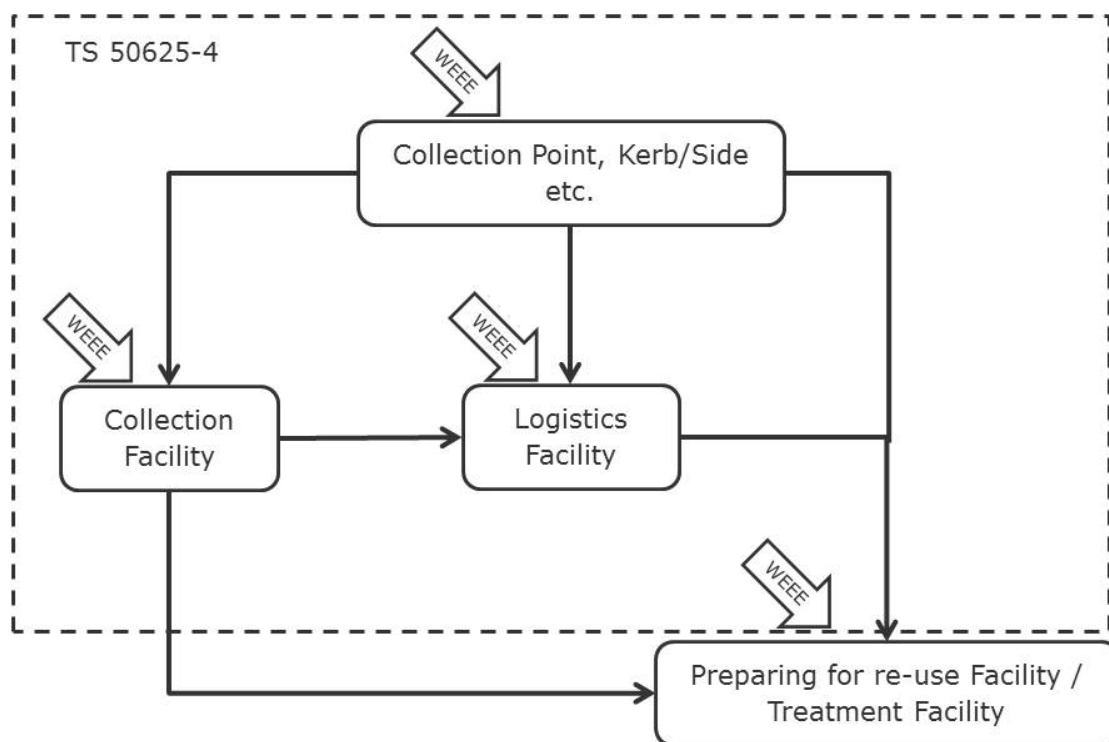 TS 50625-4
WEEE
Collection Point, Kerb/Side
etc.
WEEE
WEEE
Collection
Facility
Logistics
Facility
WEEE
Preparing for re-use Facility /
Treatment Facility